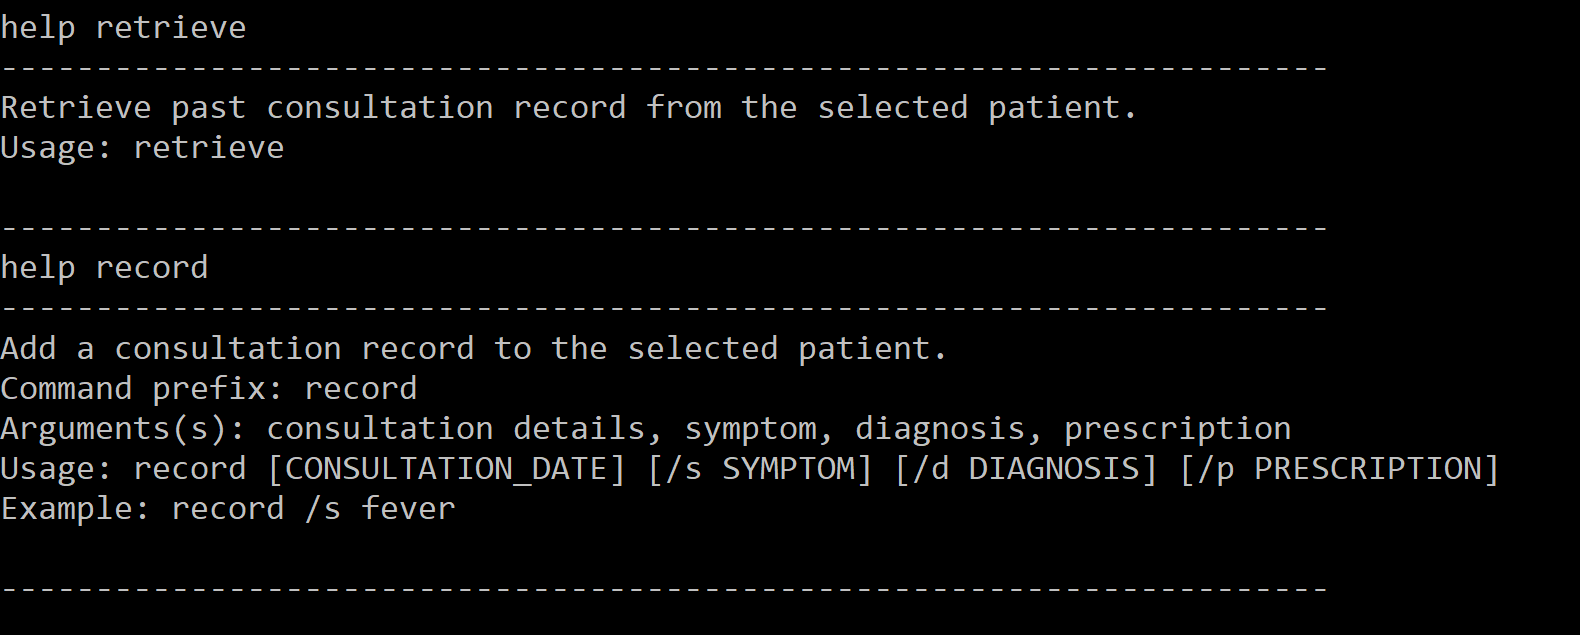 help retrieve
----------------------------------------------------------------------
Retrieve past consultation record from the selected patient.
Usage: retrieve
----------------------------------------------------------------------
help record
----------------------------------------------------------------------
Add a consultation record to the selected patient.
Command prefix: record
Arguments(s): consultation details, symptom, diagnosis, prescription
Usage: record [CONSULTATION_DATE] [/s SYMPTOM] [/d DIAGNOSIS] [/p PRESCRIPTION]
Example: record /s fever
----------------------------------------------------------------------